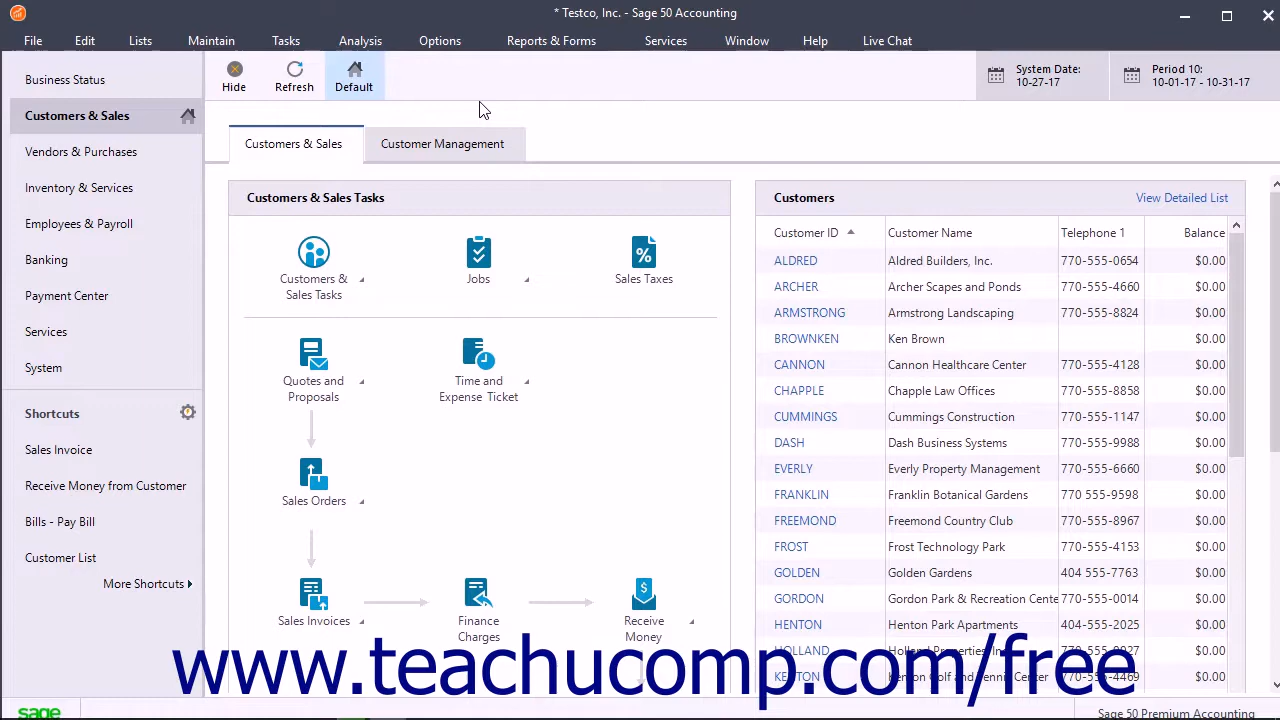 * Testco, Inc. - Sage 50 Accounting
File Edit Lists Maintain Tasks Analysis Options Reports & Forms Services Window Help Live Chat
Business Status
Customers & Sales
Vendors & Purchases
Inventory & Services
Employees & Payroll
Banking
Payment Center
Services
System
Shortcuts
Sales Invoice
Receive Money from Customer
Bills - Pay Bill
Customer List
More Shortcuts
Hide Refresh Default
System Date:
10-27-17
Period 10:
10-01-17 - 10-31-17
Customers & Sales Customer Management
Customers & Sales Tasks
Customers &
Sales Tasks
Jobs
Sales Taxes
Quotes and
Proposals
Time and
Expense Ticket
Sales Orders
Sales Invoices
Finance
Charges
Receive
Money
Customers View Detailed List
Customer ID Customer Name Telephone 1 Balance
ALDRED Aldred Builders, Inc. 770-555-0654 $0.00
ARCHER Archer Scapes and Ponds 770-555-4660 $0.00
ARMSTRONG Armstrong Landscaping 770-555-8824 $0.00
BROWNKEN Ken Brown $0.00
CANNON Cannon Healthcare Center 770-555-4128 $0.00
CHAPPLE Chapple Law Offices 770-555-8858 $0.00
CUMMINGS Cummings Construction 770-555-1147 $0.00
DASH Dash Business Systems 770-555-9988 $0.00
EVERLY Everly Property Management 770-555-6660 $0.00
FRANKLIN Franklin Botanical Gardens 770 555-9598 $0.00
FREEMOND Freemond Country Club 770-555-8967 $0.00
FROST Frost Technology Park 770-555-4153 $0.00
GOLDEN Golden Gardens 404 555-7763 $0.00
GORDON Gordon Park & Recreation Cente 770-555-0014 $0.00
HENTON Henton Park Apartments 404-555-2025 $0.00
HOLLAND Holland Properties, $0.00
KENTON Kenton Golf and Tennis Center 770-555-4469 $0.00
www.teachucomp.com/free
sage
Sage 50 Premium Accounting